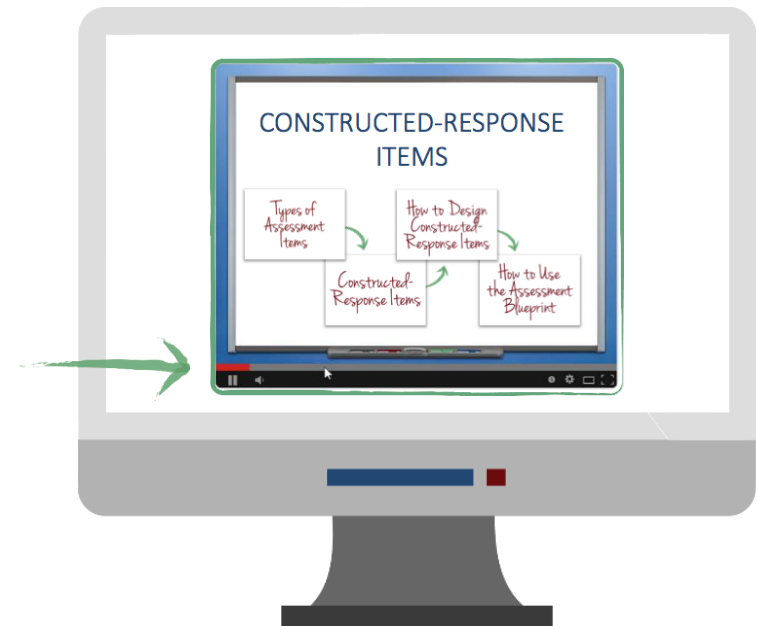 CONSTRUCTED-RESPONSE
ITEMS
Types of
Assessment
Items
Constructed-
Response Items
How to Design
Constructed-
Response Items
How to Use
the Assessment
Blueprint